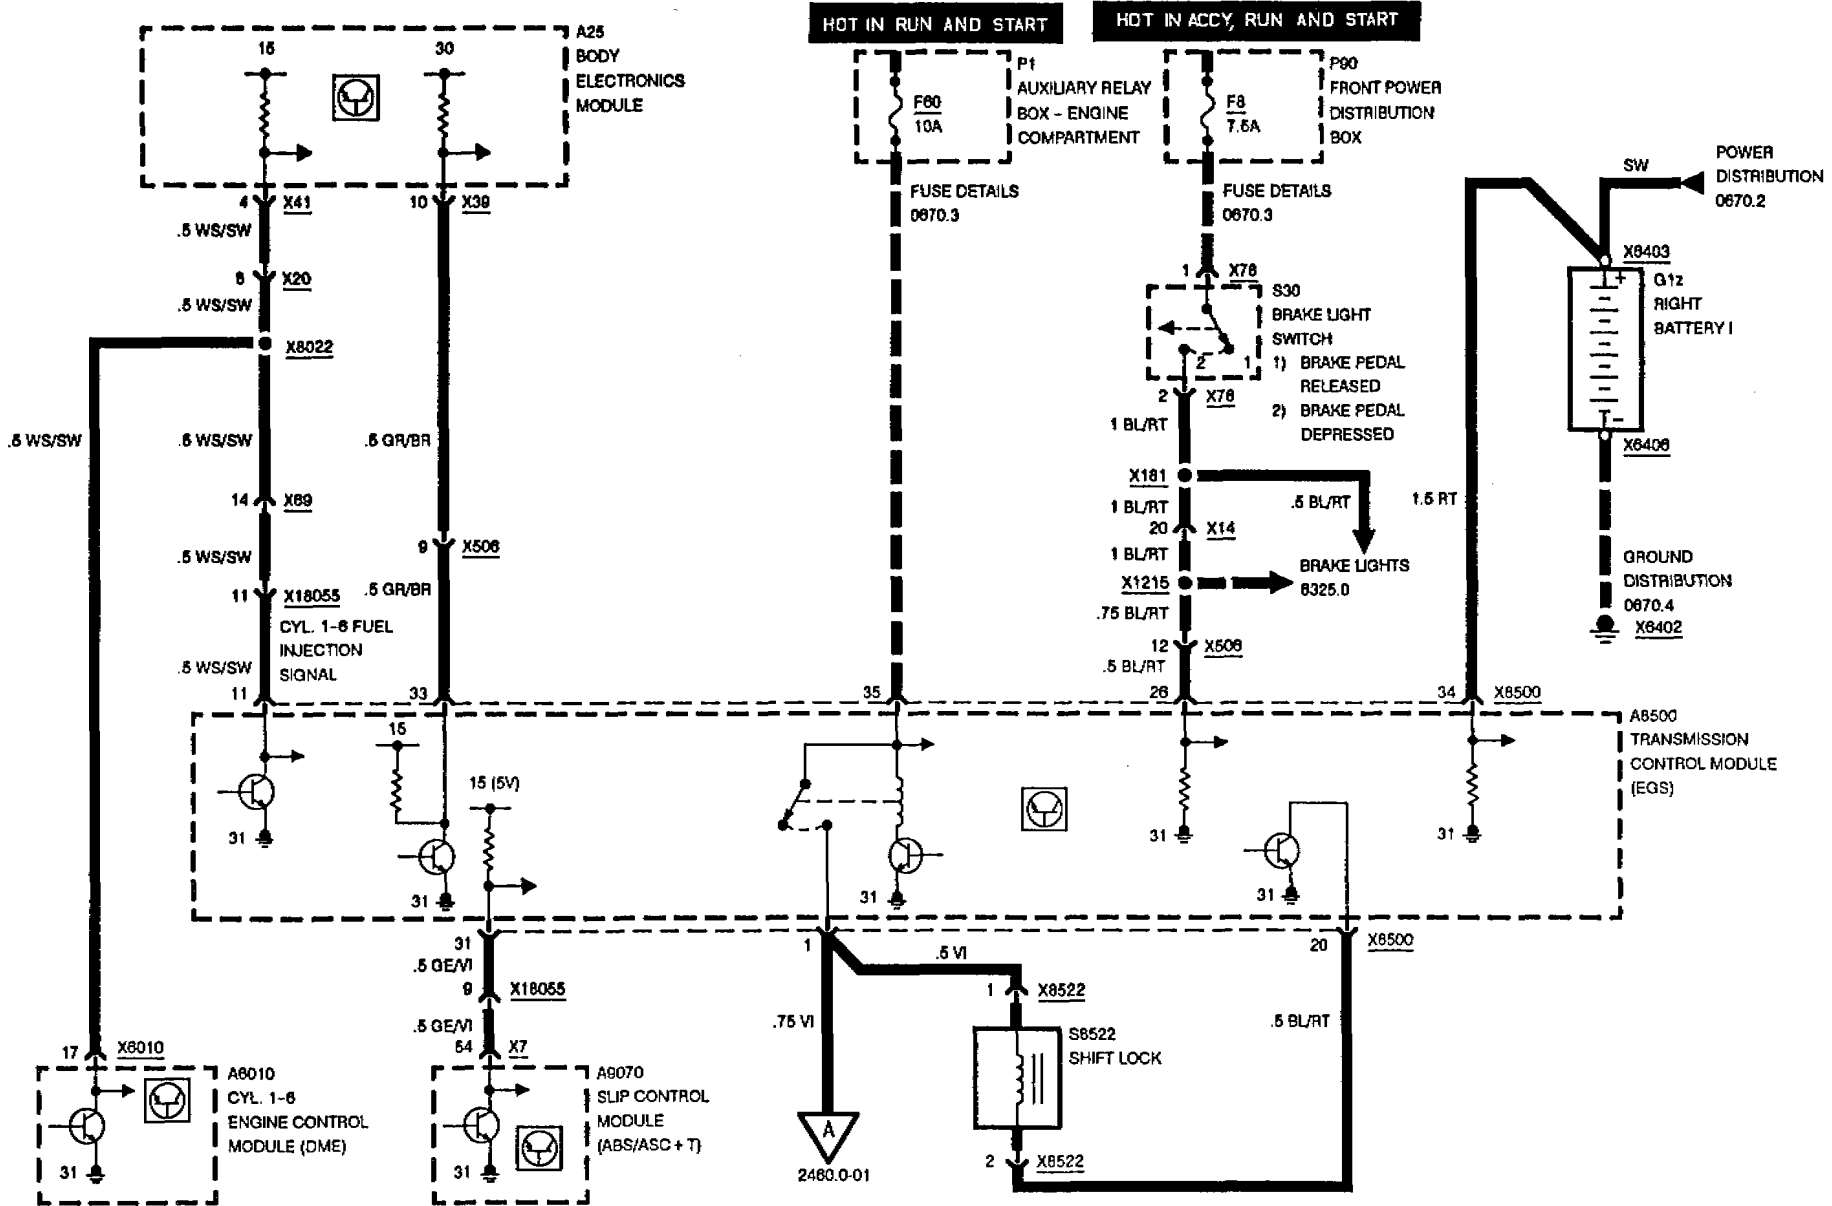 HOT IN RUN AND START
HOT IN ACCY, RUN AND START
A25
BODY
ELECTRONICS
MODULE
15
30
P1
AUXILIARY RELAY
BOX - ENGINE
COMPARTMENT
F60
10A
P90
FRONT POWER
DISTRIBUTION
BOX
F8
7.5A
POWER
DISTRIBUTION
0670.2
SW
4
X41
10
X39
.5 WS/SW
FUSE DETAILS
0670.3
FUSE DETAILS
0670.3
6
X20
.5 WS/SW
X8022
1
X76
S30
BRAKE LIGHT
SWITCH
1) BRAKE PEDAL
RELEASED
2) BRAKE PEDAL
DEPRESSED
2
1
2
X76
X6403
+
G1z
RIGHT
BATTERY I
-
X6406
.5 WS/SW
.5 WS/SW
.5 GR/BR
1 BL/RT
X181
.5 BL/RT
1.5 RT
14
X69
1 BL/RT
20
X14
.5 WS/SW
9
X506
1 BL/RT
BRAKE LIGHTS
6325.0
X1215
GROUND
DISTRIBUTION
0670.4
X6402
11
X18055
.5 GR/BR
.75 BL/RT
CYL. 1-6 FUEL
INJECTION
SIGNAL
12
X506
.5 WS/SW
.5 BL/RT
11
33
35
26
34
X8500
A8500
TRANSMISSION
CONTROL MODULE
(EGS)
15
15 (5V)
31
31
31
31
31
31
31
1
20
X8500
.5 GE/VI
.5 VI
9
X18055
1
X8522
.5 GE/VI
.75 VI
.5 BL/RT
54
X7
S8522
SHIFT LOCK
17
X6010
A6010
CYL. 1-6
ENGINE CONTROL
MODULE (DME)
31
A9070
SLIP CONTROL
MODULE
(ABS/ASC + T)
31
A
2460.0-01
2
X8522